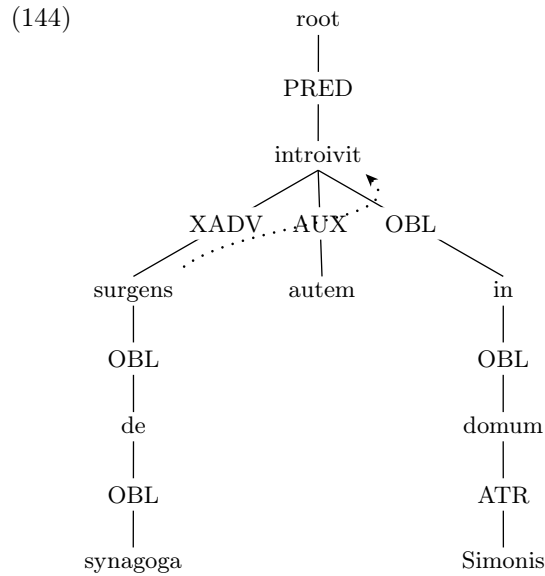 (144)
root
PRED
introivit
XADV AUX OBL
surgens autem in
OBL OBL
de domum
OBL ATR
synagoga Simonis